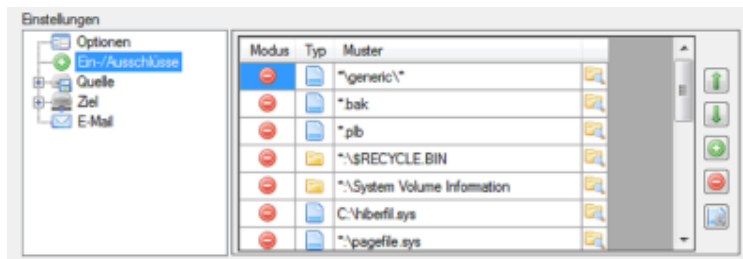 Einstellungen
Optionen
Ein-/Ausschlüsse
Quelle
Ziel
E-Mail
Modus Typ Muster
*\generic\*
*.bak
*.plb
*:\$RECYCLE.BIN
*:\System Volume Information
C:\hiberfil.sys
*:\pagefile.sys